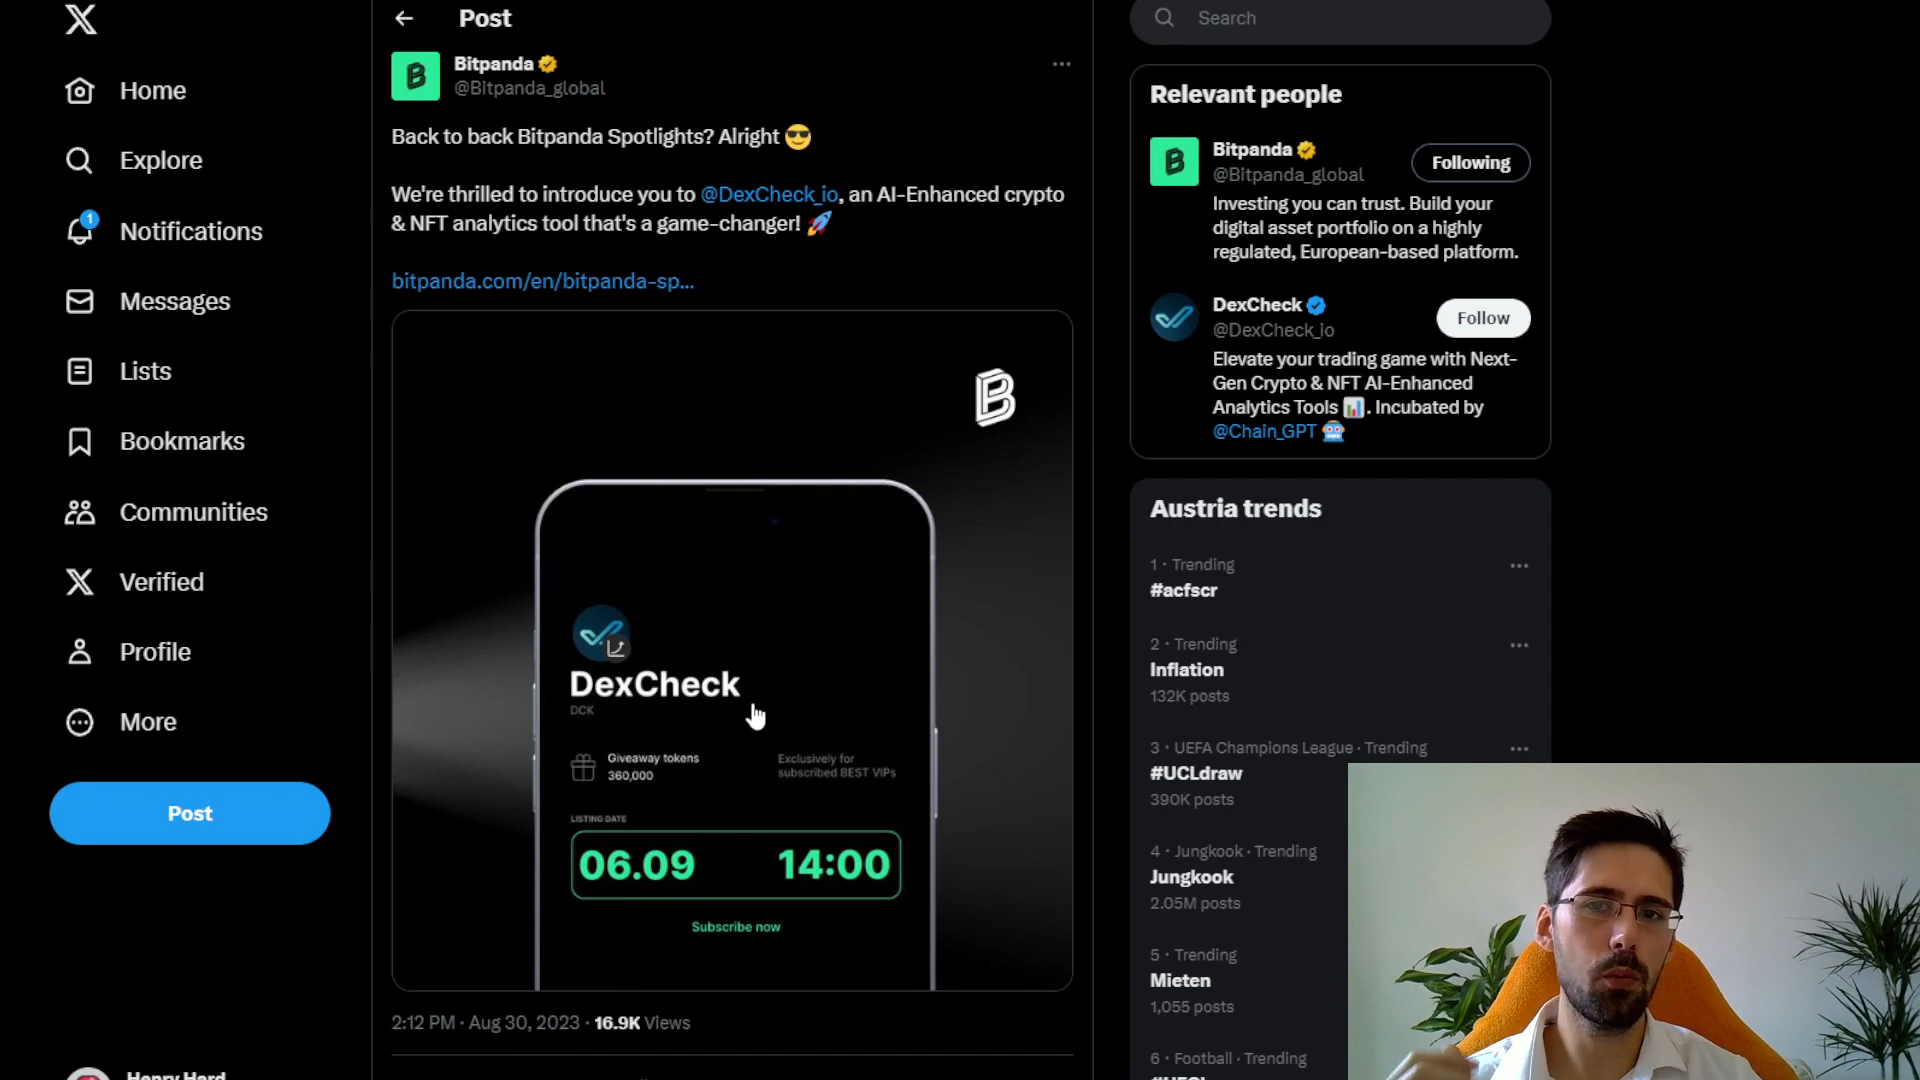 Home
Explore
1
Notifications
Messages
Lists
Bookmarks
Communities
Verified
Profile
More
Post
Henry Hard
Post
Bitpanda
@Bitpanda_global
Back to back Bitpanda Spotlights? Alright 😎
We're thrilled to introduce you to @DexCheck_io, an AI-Enhanced crypto
& NFT analytics tool that's a game-changer! 🚀
bitpanda.com/en/bitpanda-sp...
DexCheck
DCK
Giveaway tokens
360,000
Exclusively for
subscribed BEST VIPs
LISTING DATE
06.09 14:00
Subscribe now
2:12 PM · Aug 30, 2023 · 16.9K Views
Search
Relevant people
Bitpanda
@Bitpanda_global
Following
Investing you can trust. Build your
digital asset portfolio on a highly
regulated, European-based platform.
DexCheck
@DexCheck_io
Follow
Elevate your trading game with Next-
Gen Crypto & NFT AI-Enhanced
Analytics Tools 📊. Incubated by
@Chain_GPT 🤖
Austria trends
1 · Trending
#acfscr
2 · Trending
Inflation
132K posts
3 · UEFA Champions League · Trending
#UCLdraw
390K posts
4 · Jungkook · Trending
Jungkook
2.05M posts
5 · Trending
Mieten
1,055 posts
6 · Football · Trending